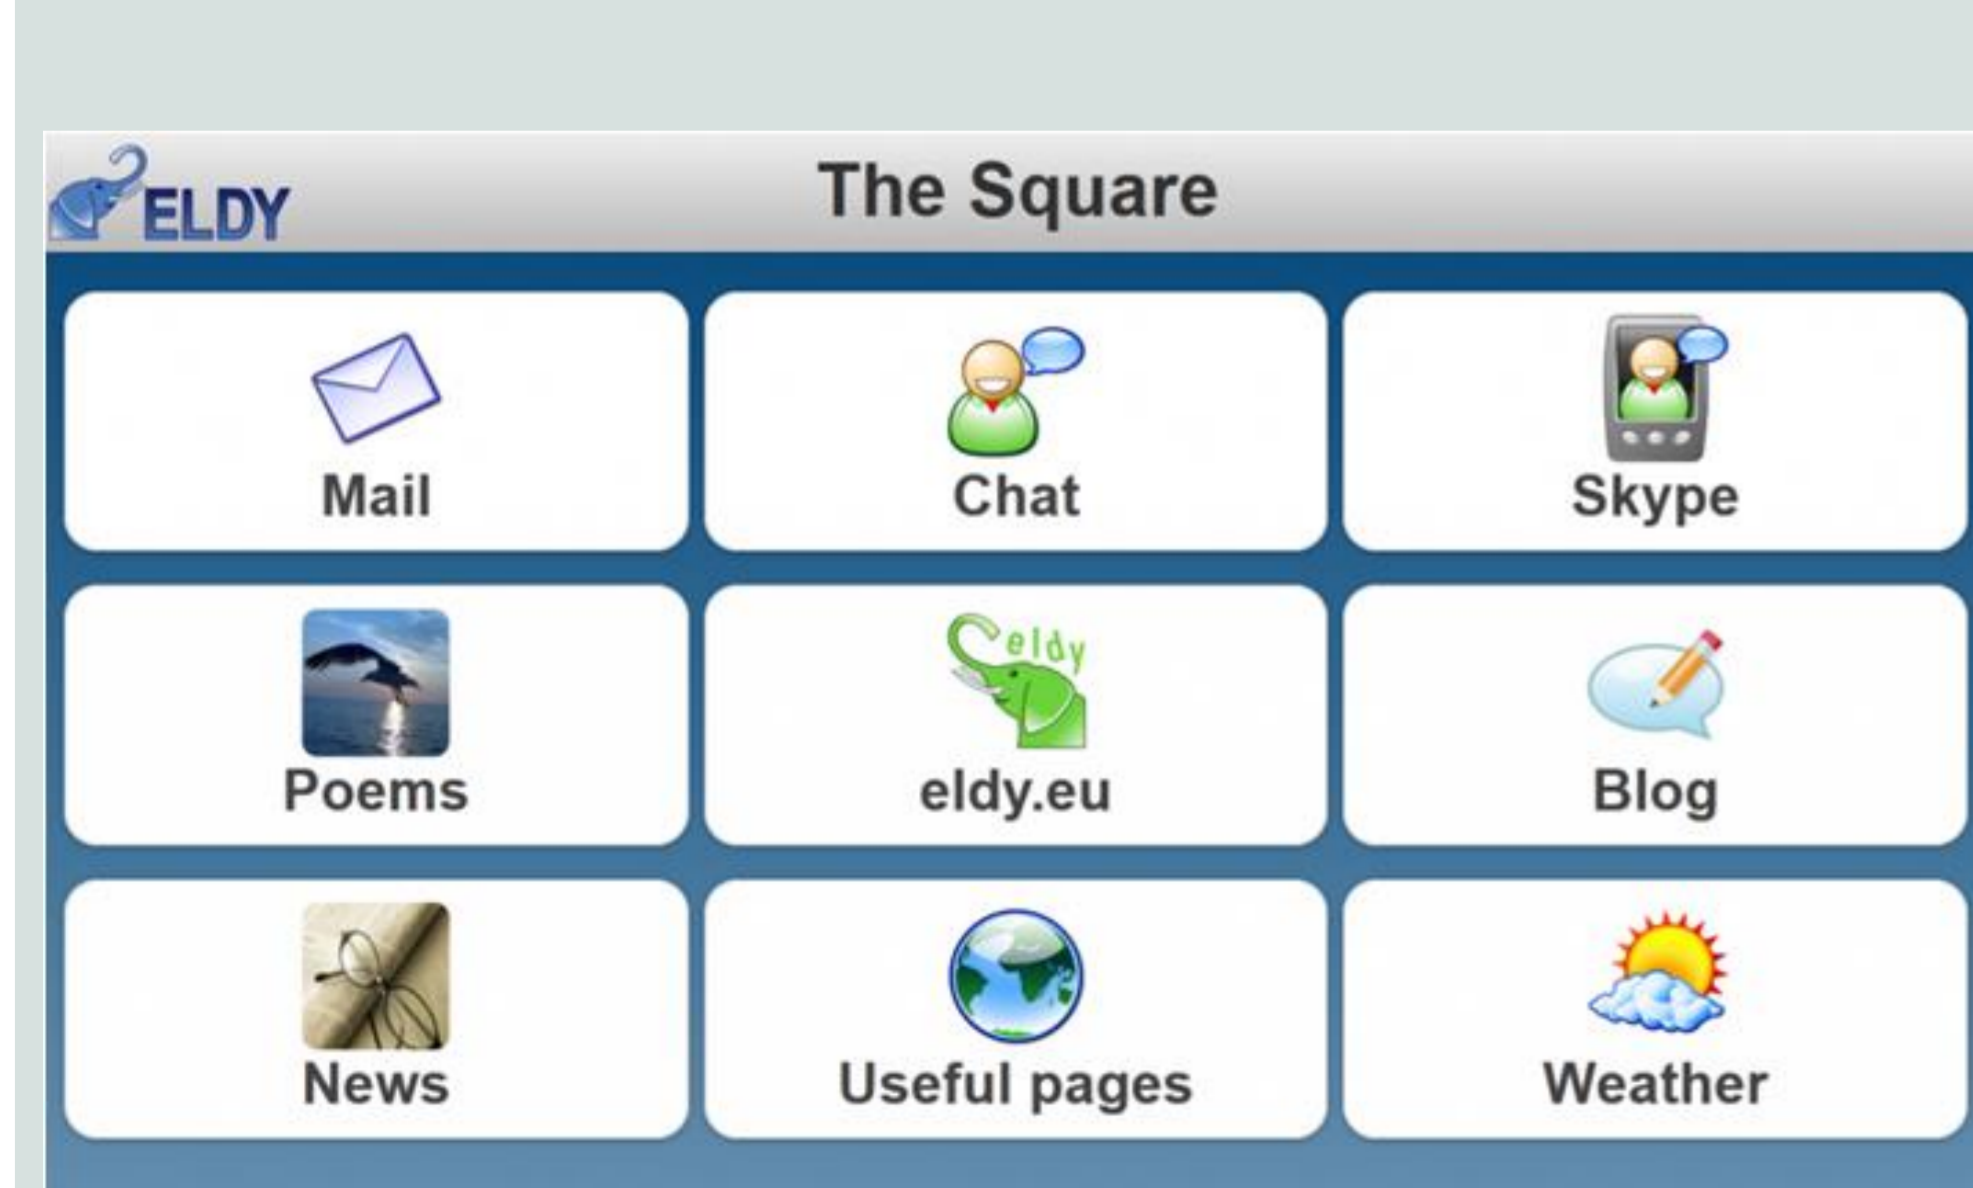 ELDY
The Square
Mail
Chat
Skype
eldy
Poems
eldy.eu
Blog
News
Useful pages
Weather